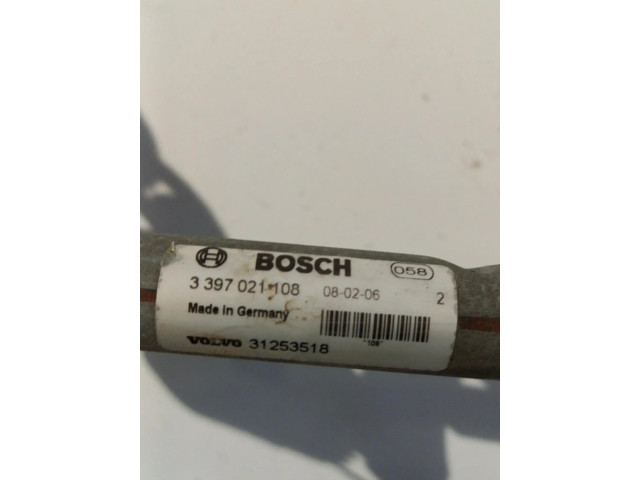 BOSCH 058
3 397 021 108 08-02-06 2
Made in Germany
"108"
VOLVO 31253518